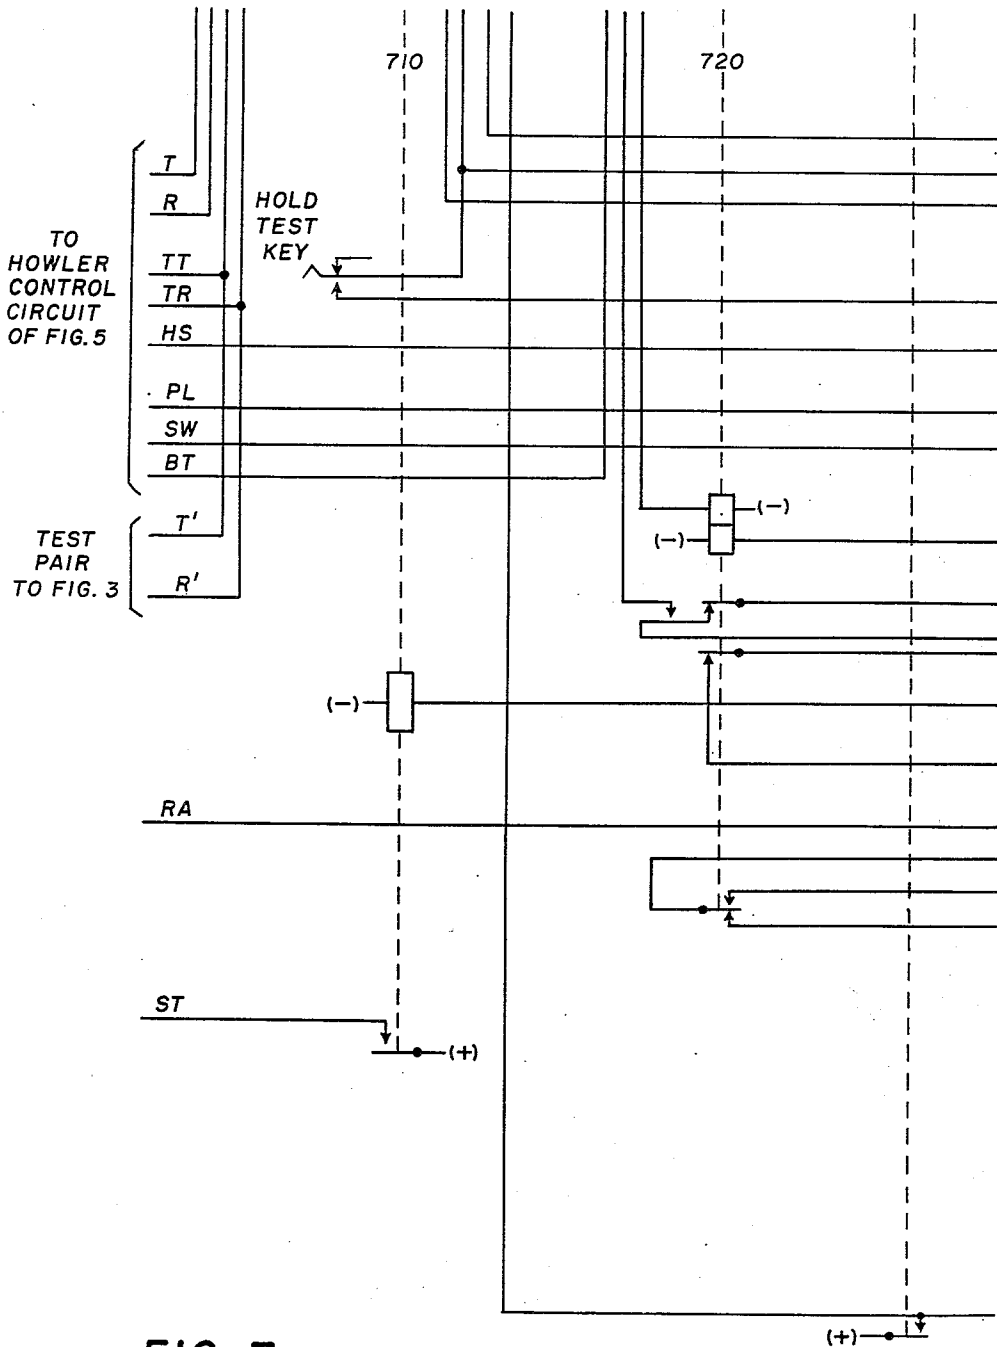 710
720
T
R
HOLD
TEST
KEY
TO
HOWLER
CONTROL
CIRCUIT
OF FIG. 5
TT
TR
HS
PL
SW
BT
(-)
(-)
TEST
PAIR
TO FIG. 3
T'
R'
(-)
RA
ST
(+)
(+)